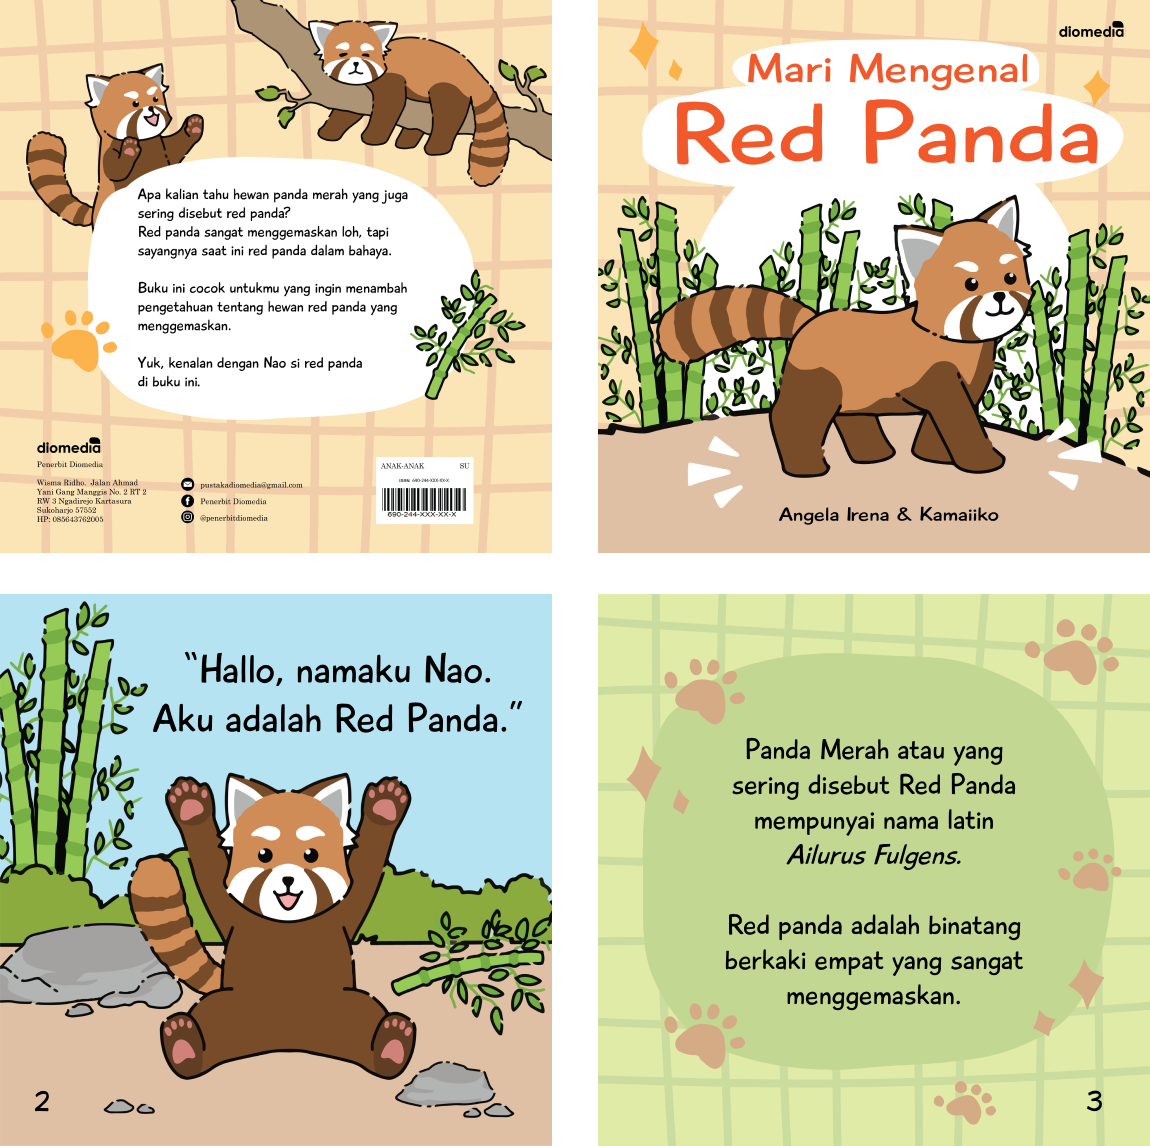 Apa kalian tahu hewan panda merah yang juga
sering disebut red panda?
Red panda sangat menggemaskan loh, tapi
sayangnya saat ini red panda dalam bahaya.
Buku ini cocok untukmu yang ingin menambah
pengetahuan tentang hewan red panda yang
menggemaskan.
Yuk, kenalan dengan Nao si red panda
di buku ini.
diomedia
Penerbit Diomedia
Wisma Ridho. Jalan Ahmad
Yani Gang Manggis No. 2 RT 2
RW 3 Ngadirejo Kartasura
Sukoharjo 57552
HP: 085643762005
pustakadiomedia@gmail.com
Penerbit Diomedia
@penerbitdiomedia
ANAK-ANAK SU
ISBN: 690-244-XXX-XX-X
690-244-XXX-XX-X
diomedia
Mari Mengenal
Red Panda
Angela Irena & Kamaiiko
"Hallo, namaku Nao.
Aku adalah Red Panda."
2
Panda Merah atau yang
sering disebut Red Panda
mempunyai nama latin
Ailurus Fulgens.
Red panda adalah binatang
berkaki empat yang sangat
menggemaskan.
3